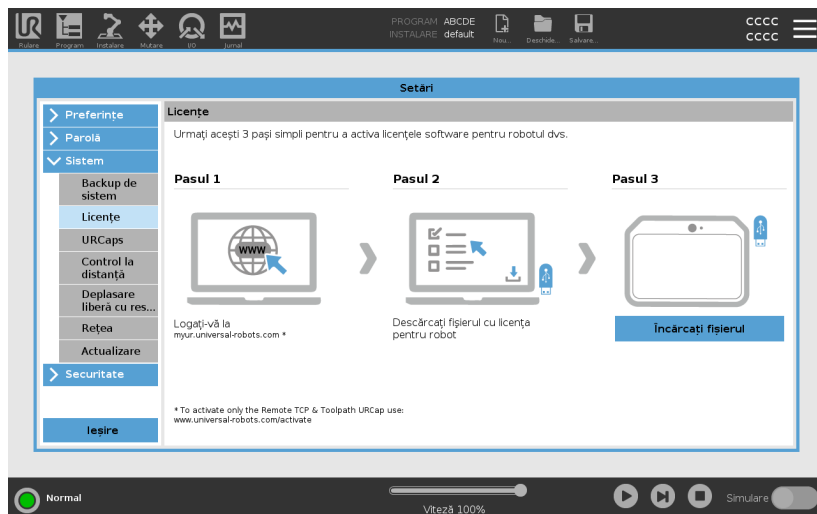 UR
PROGRAM ABCDE
INSTALARE default
CCCC
CCCC
Rulare Program Instalare Mutare I/O Jurnal Nou... Deschide... Salvare...
Setări
Preferințe
Parolă
Sistem
Backup de
sistem
Licențe
URCaps
Control la
distanță
Deplasare
liberă cu res...
Rețea
Actualizare
Securitate
Ieșire
Licențe
Urmați acești 3 pași simpli pentru a activa licențele software pentru robotul dvs.
Pasul 1
WWW
Logați-vă la
myur.universal-robots.com *
Pasul 2
Descărcați fișierul cu licența
pentru robot
Pasul 3
Încărcați fișierul
* To activate only the Remote TCP & Toolpath URCap use:
www.universal-robots.com/activate
Normal
Viteză 100%
Simulare